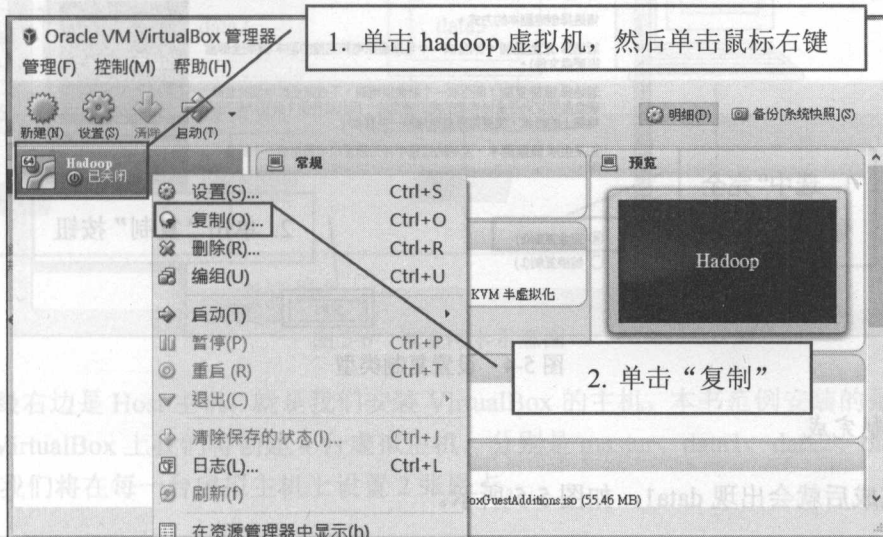 Oracle VM VirtualBox 管理器
1. 单击 hadoop 虚拟机，然后单击鼠标右键
管理(F) 控制(M) 帮助(H)
新建(N) 设置(S) 清除 启动(T)
明细(D) 备份[系统快照](S)
Hadoop
已关闭
常规
预览
设置(S)... Ctrl+S
复制(O)... Ctrl+O
删除(R)... Ctrl+R
编组(U) Ctrl+U
Hadoop
KVM 半虚拟化
启动(T)
暂停(P) Ctrl+P
重启 (R) Ctrl+T
2. 单击“复制”
退出(C)
清除保存的状态(I)... Ctrl+J
日志(L)... Ctrl+L
刷新(f)
oxGuestAdditions.iso (55.46 MB)
在资源管理器中显示(h)